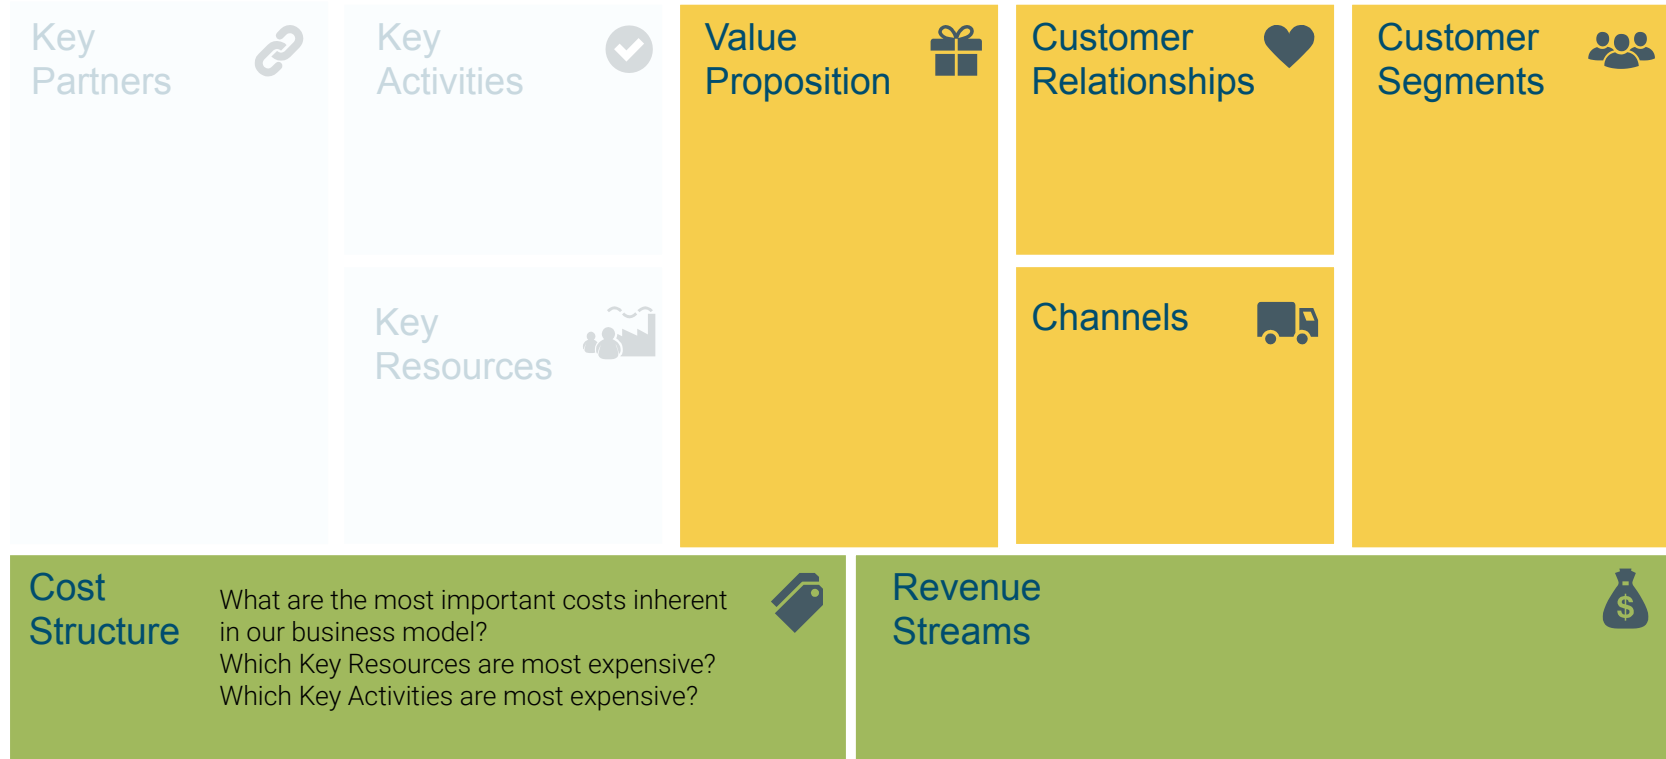 Key
Partners
Key
Activities
Key
Resources
Value
Proposition
Customer
Relationships
Channels
Customer
Segments
Cost
Structure
What are the most important costs inherent
in our business model?
Which Key Resources are most expensive?
Which Key Activities are most expensive?
Revenue
Streams
$